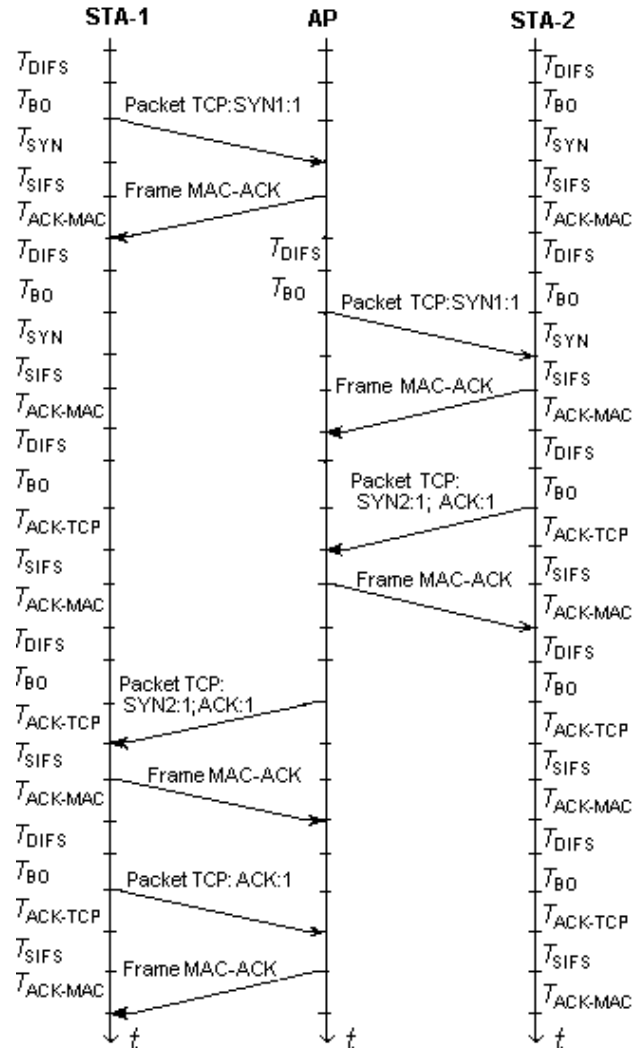 STA-1 AP STA-2
T_DIFS T_DIFS
T_BO Packet TCP:SYN1:1 T_BO
T_SYN T_SYN
T_SIFS Frame MAC-ACK T_SIFS
T_ACK-MAC T_ACK-MAC
T_DIFS T_DIFS T_DIFS
T_BO T_BO Packet TCP:SYN1:1 T_BO
T_SYN T_SYN
T_SIFS Frame MAC-ACK T_SIFS
T_ACK-MAC T_ACK-MAC
T_DIFS T_DIFS
T_BO Packet TCP: T_BO
SYN2:1; ACK:1
T_ACK-TCP T_ACK-TCP
T_SIFS Frame MAC-ACK T_SIFS
T_ACK-MAC T_ACK-MAC
T_DIFS T_DIFS
T_BO Packet TCP: T_BO
SYN2:1;ACK:1
T_ACK-TCP T_ACK-TCP
T_SIFS Frame MAC-ACK T_SIFS
T_ACK-MAC T_ACK-MAC
T_DIFS T_DIFS
T_BO Packet TCP: ACK:1 T_BO
T_ACK-TCP T_ACK-TCP
T_SIFS Frame MAC-ACK T_SIFS
T_ACK-MAC T_ACK-MAC
t t t